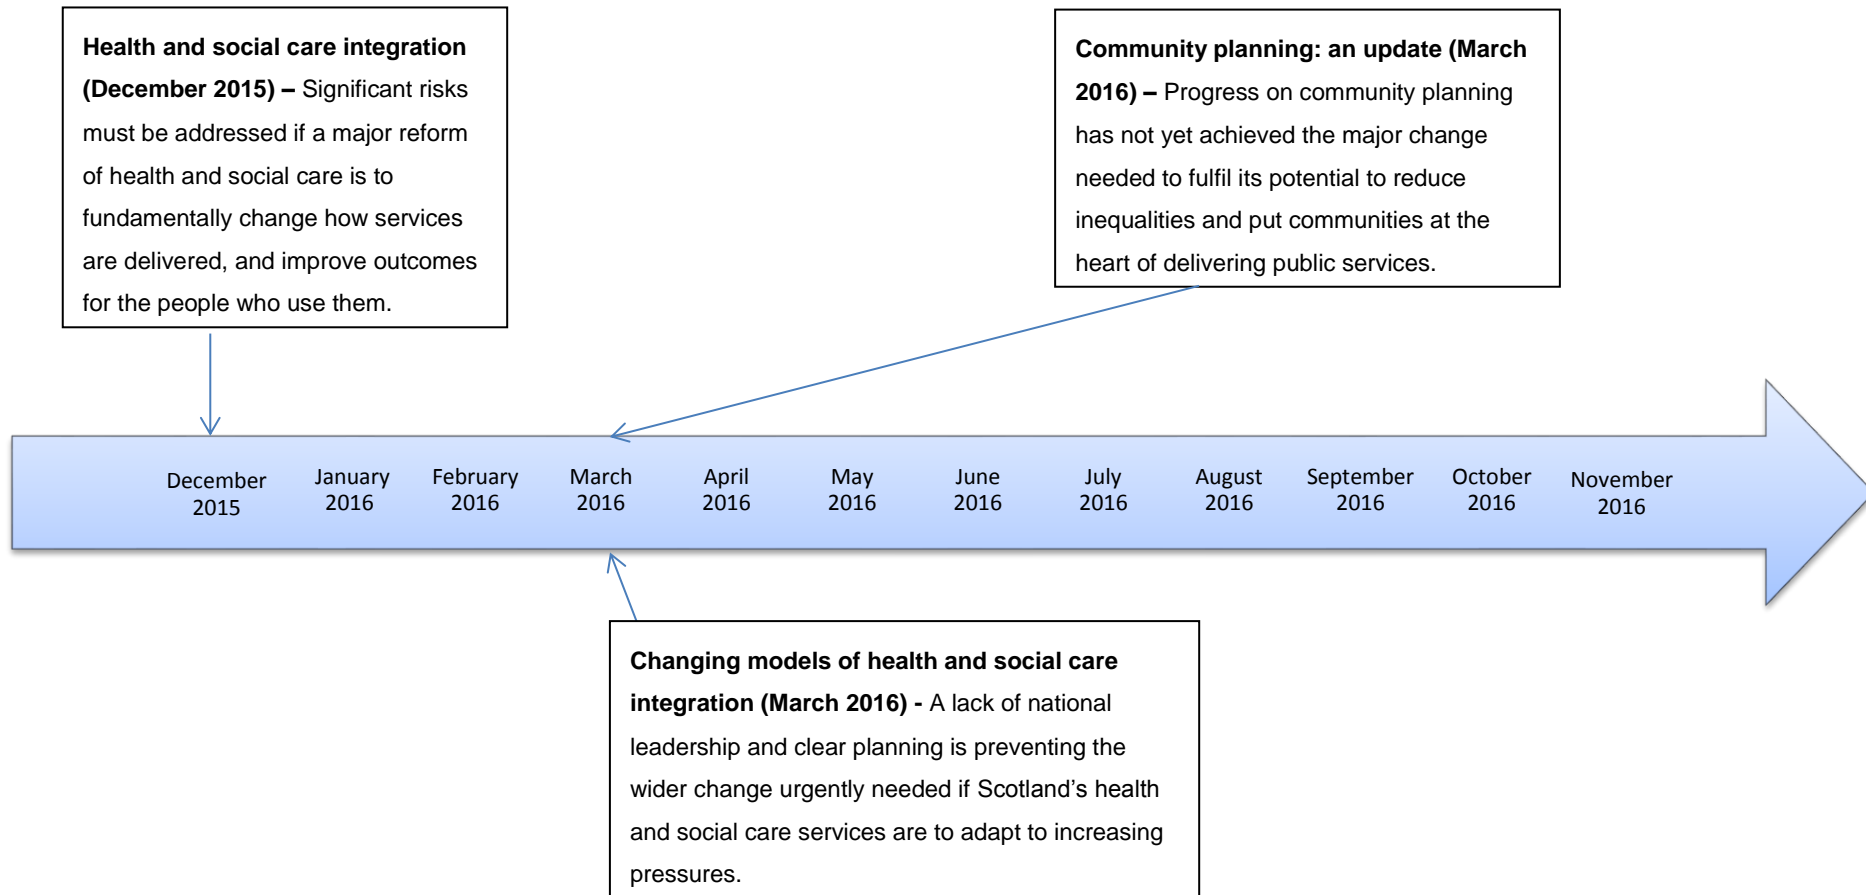 Health and social care integration
(December 2015) – Significant risks
must be addressed if a major reform
of health and social care is to
fundamentally change how services
are delivered, and improve outcomes
for the people who use them.
Community planning: an update (March
2016) – Progress on community planning
has not yet achieved the major change
needed to fulfil its potential to reduce
inequalities and put communities at the
heart of delivering public services.
December
2015
January
2016
February
2016
March
2016
April
2016
May
2016
June
2016
July
2016
August
2016
September
2016
October
2016
November
2016
Changing models of health and social care
integration (March 2016) - A lack of national
leadership and clear planning is preventing the
wider change urgently needed if Scotland’s health
and social care services are to adapt to increasing
pressures.